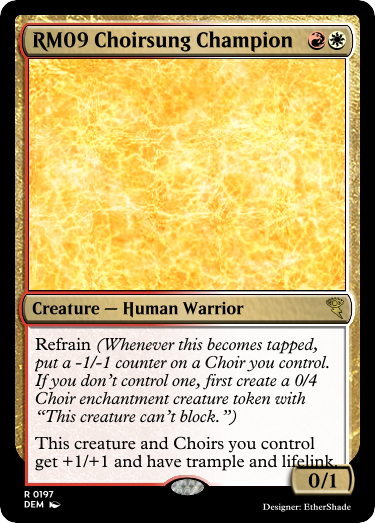 RM09 Choirsung Champion
Creature — Human Warrior
Refrain (Whenever this becomes tapped,
put a -1/-1 counter on a Choir you control.
If you don't control one, first create a 0/4
Choir enchantment creature token with
“This creature can't block.”)
This creature and Choirs you control
get +1/+1 and have trample and lifelink.
0/1
R 0197
DEM
Designer: EtherShade